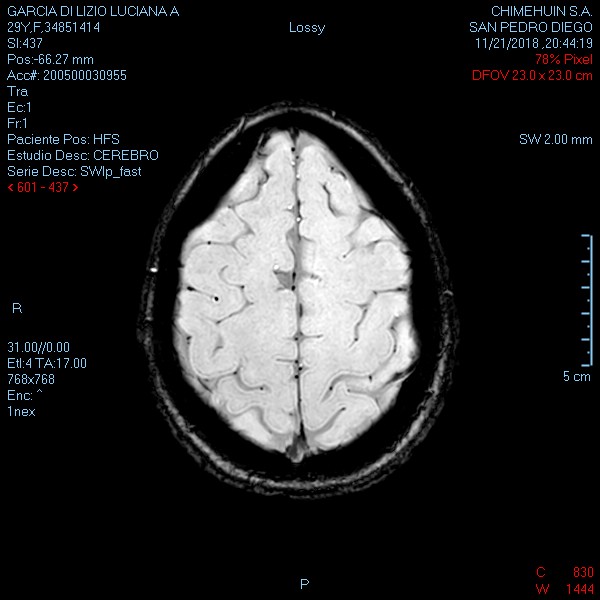 GARCIA DI LIZIO LUCIANA A
29Y,F,34851414
Sl:437
Pos:-66.27 mm
Acc#: 200500030955
Tra
Ec:1
Fr:1
Paciente Pos: HFS
Estudio Desc: CEREBRO
Serie Desc: SWIp_fast
< 601 - 437 >
Lossy
CHIMEHUIN S.A.
SAN PEDRO DIEGO
11/21/2018 ,20:44:19
78% Pixel
DFOV 23.0 x 23.0 cm
SW 2.00 mm
R
31.00//0.00
Etl:4 TA:17.00
768x768
Enc: ^
1nex
5 cm
P
C 830
W 1444